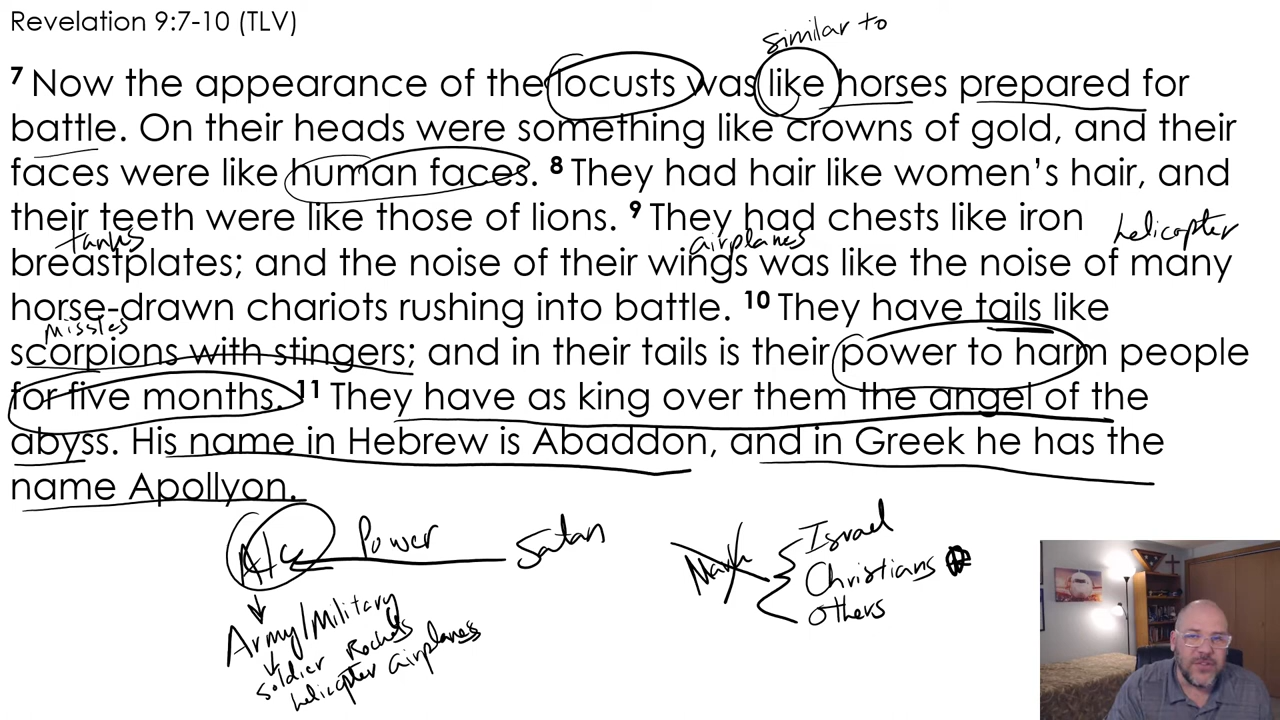 Revelation 9:7-10 (TLV)
similar to
7 Now the appearance of the locusts was like horses prepared for
battle. On their heads were something like crowns of gold, and their
faces were like human faces. 8 They had hair like women's hair, and
their teeth were like those of lions. 9 They had chests like iron
tanks airplanes helicopter
breastplates; and the noise of their wings was like the noise of many
horse-drawn chariots rushing into battle. 10 They have tails like
missles
scorpions with stingers; and in their tails is their power to harm people
for five months. 11 They have as king over them the angel of the
abyss. His name in Hebrew is Abaddon, and in Greek he has the
name Apollyon.
A/C Power Satan
Army/Military
soldier Rockets
helicopter airplanes
Mark
Israel
Christians
others